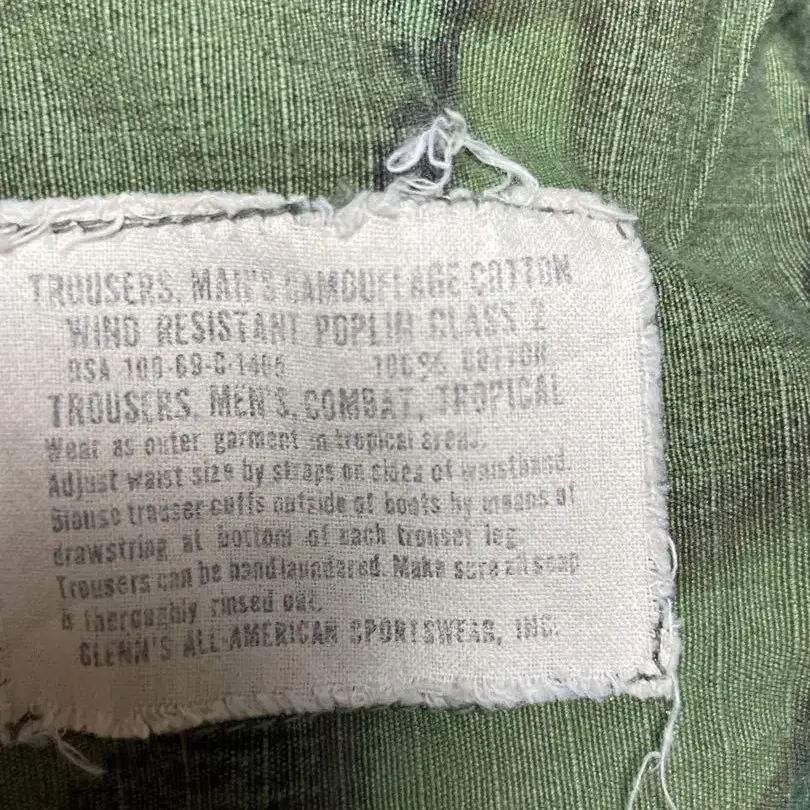 TROUSERS, MAN'S CAMOUFLAGE COTTON
WIND RESISTANT POPLIN CLASS 2
DSA 100-69-C-1405 100% COTTON
TROUSERS, MEN'S, COMBAT, TROPICAL
Wear as outer garment in tropical areas.
Adjust waist size by straps on sides of waistband.
Blouse trouser cuffs outside of boots by means of
drawstring at bottom of each trouser leg.
Trousers can be hand laundered. Make sure all soap
is thoroughly rinsed out.
GLENN'S ALL-AMERICAN SPORTSWEAR, INC.